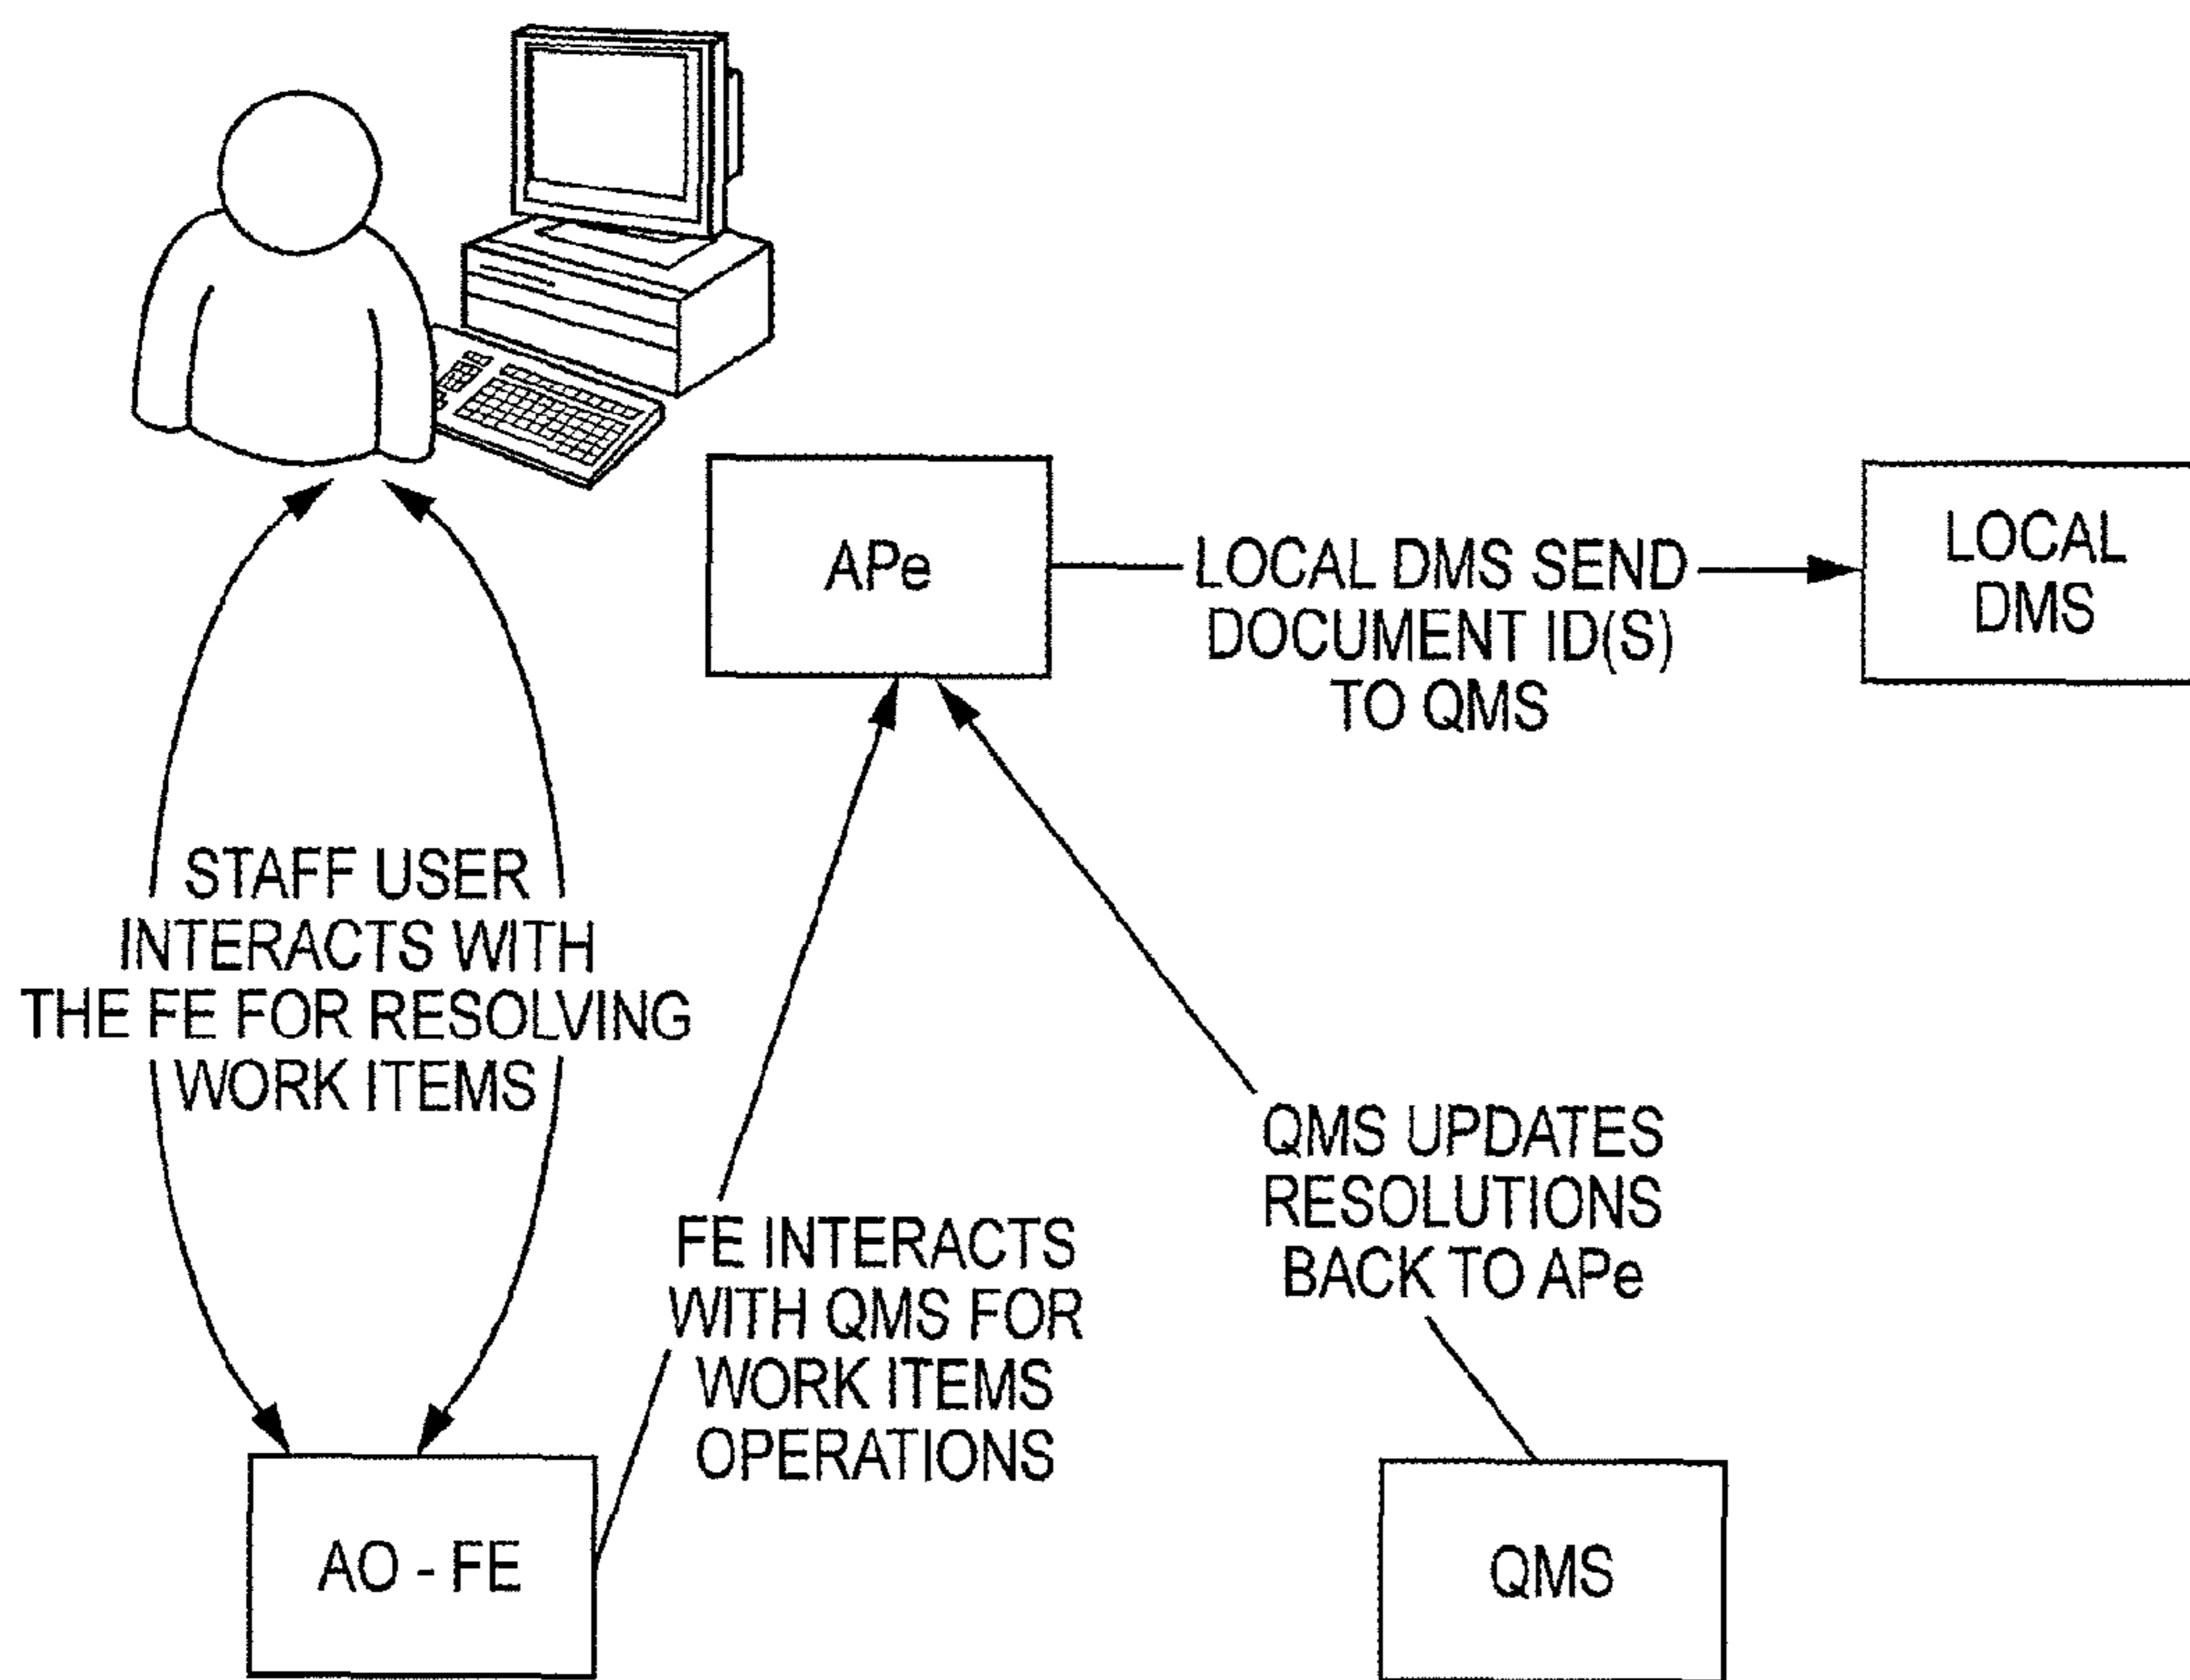 APe
LOCAL DMS SEND
DOCUMENT ID(S)
TO QMS
LOCAL
DMS
STAFF USER
INTERACTS WITH
THE FE FOR RESOLVING
WORK ITEMS
FE INTERACTS
WITH QMS FOR
WORK ITEMS
OPERATIONS
QMS UPDATES
RESOLUTIONS
BACK TO APe
AO - FE
QMS